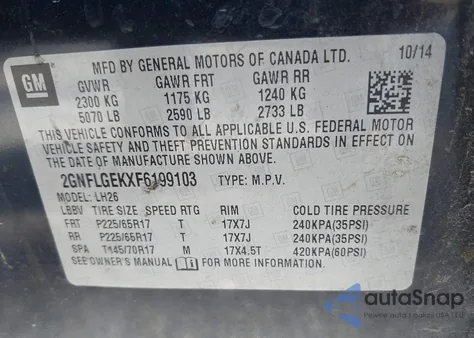 GM
MFD BY GENERAL MOTORS OF CANADA LTD. 10/14
GVWR GAWR FRT GAWR RR
2300 KG 1175 KG 1240 KG
5070 LB 2590 LB 2733 LB
THIS VEHICLE CONFORMS TO ALL APPLICABLE U.S. FEDERAL MOTOR
VEHICLE SAFETY AND THEFT PREVENTION STANDARDS IN EFFECT ON
THE DATE OF MANUFACTURE SHOWN ABOVE.
2GNFLGEKXF6199103 TYPE: M.P.V.
MODEL: LH26
LBBV TIRE SIZE SPEED RTG RIM COLD TIRE PRESSURE
FRT P225/65R17 T 17X7J 240KPA(35PSI)
RR P225/65R17 T 17X7J 240KPA(35PSI)
SPA T145/70R17 M 17X4.5T 420KPA(60PSI)
SEE OWNER'S MANUAL FOR MORE INFORMATION.
autoSnap